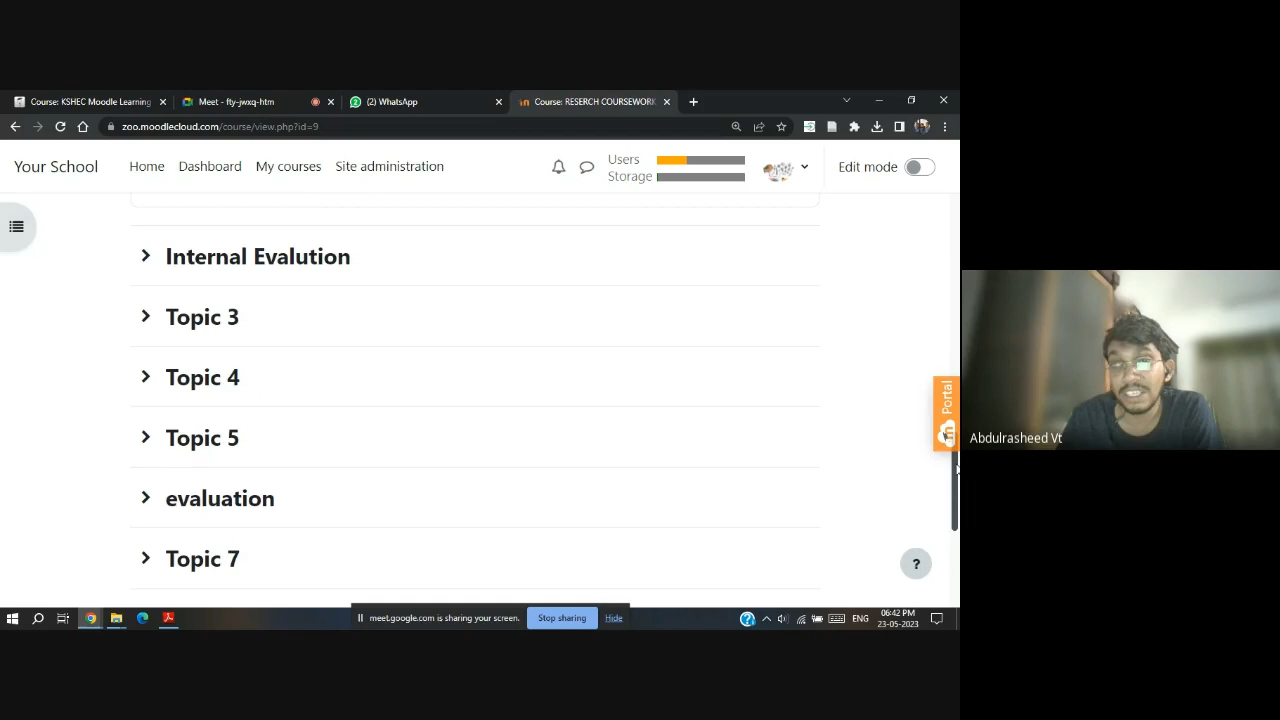 Course: KSHEC Moodle Learning
Meet - fty-jwxq-htm
(2) WhatsApp
Course: RESERCH COURSEWORK
zoo.moodlecloud.com/course/view.php?id=9
Your School
Home
Dashboard
My courses
Site administration
Users
Storage
Edit mode
Internal Evalution
Topic 3
Topic 4
Topic 5
evaluation
Topic 7
Portal
Abdulrasheed Vt
?
meet.google.com is sharing your screen.
Stop sharing
Hide
ENG
06:42 PM
23-05-2023